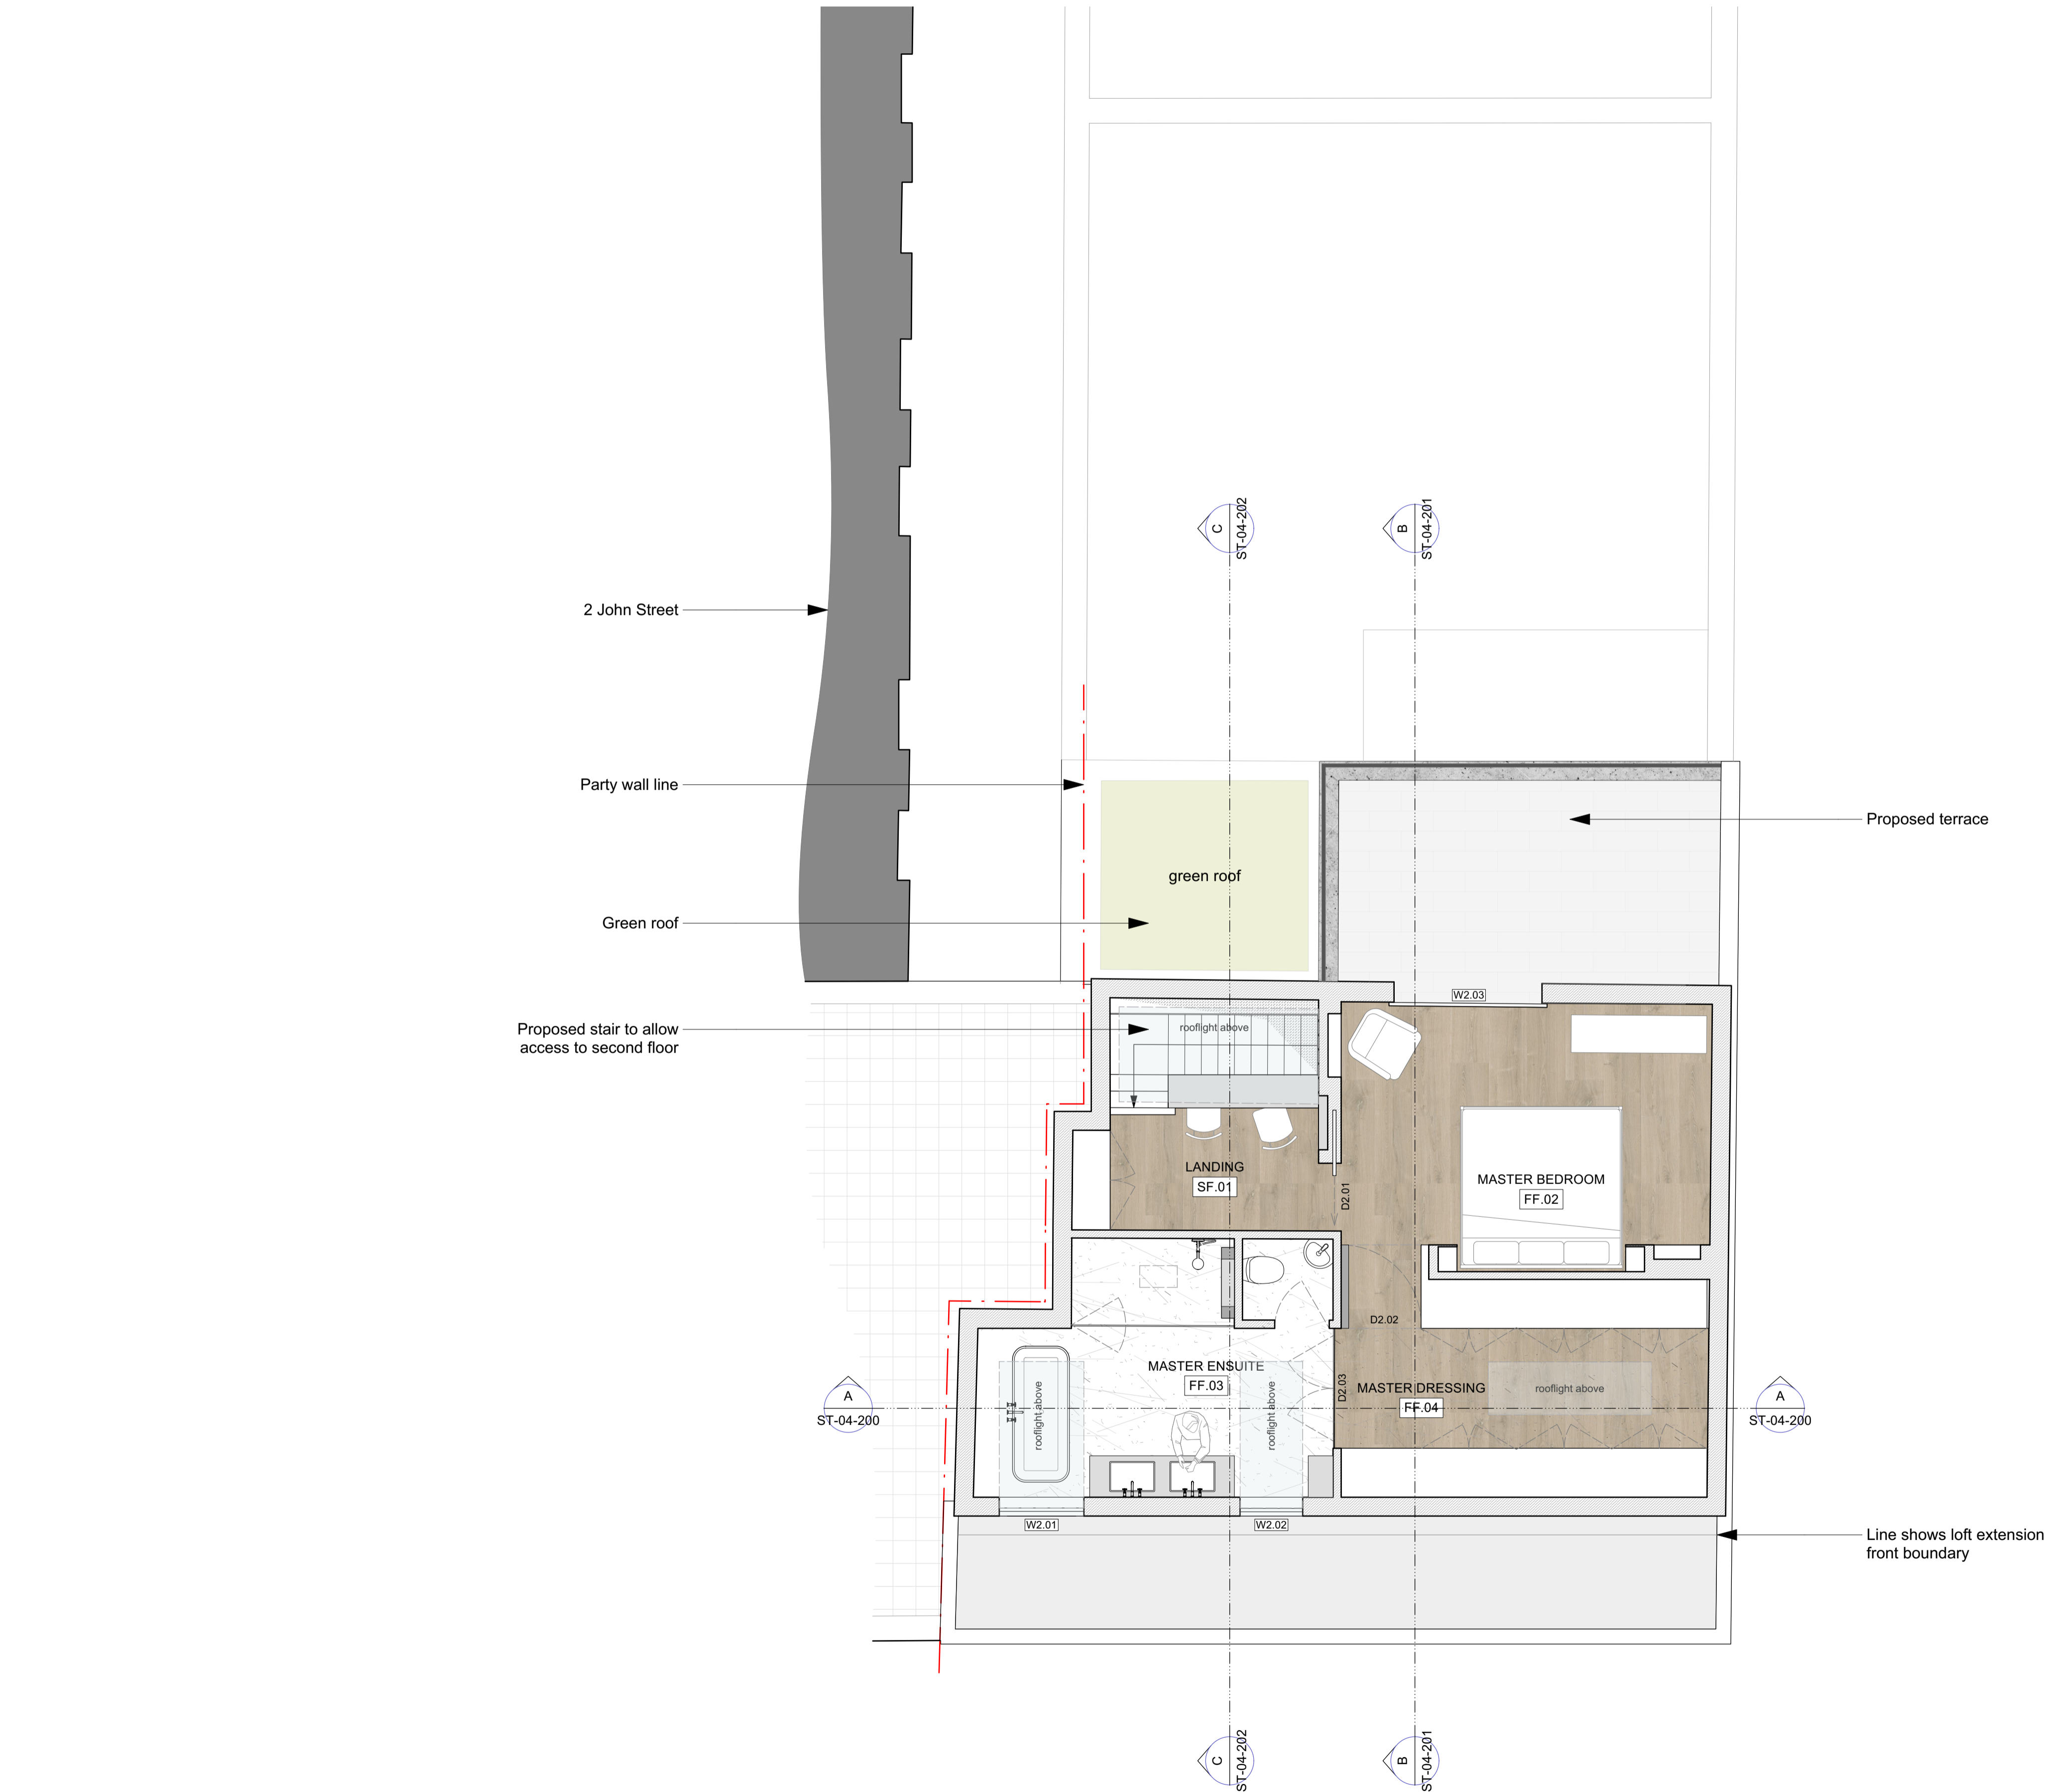 C
ST-04-202
B
ST-04-201
2 John Street
Party wall line
Proposed terrace
green roof
Green roof
W2.03
Proposed stair to allow
access to second floor
rooflight above
LANDING
SF.01
D2.01
MASTER BEDROOM
FF.02
D2.02
MASTER ENSUITE
FF.03
D2.03
MASTER DRESSING
FF.04
rooflight above
rooflight above
rooflight above
A
ST-04-200
A
ST-04-200
W2.01
W2.02
Line shows loft extension
front boundary
C
ST-04-202
B
ST-04-201